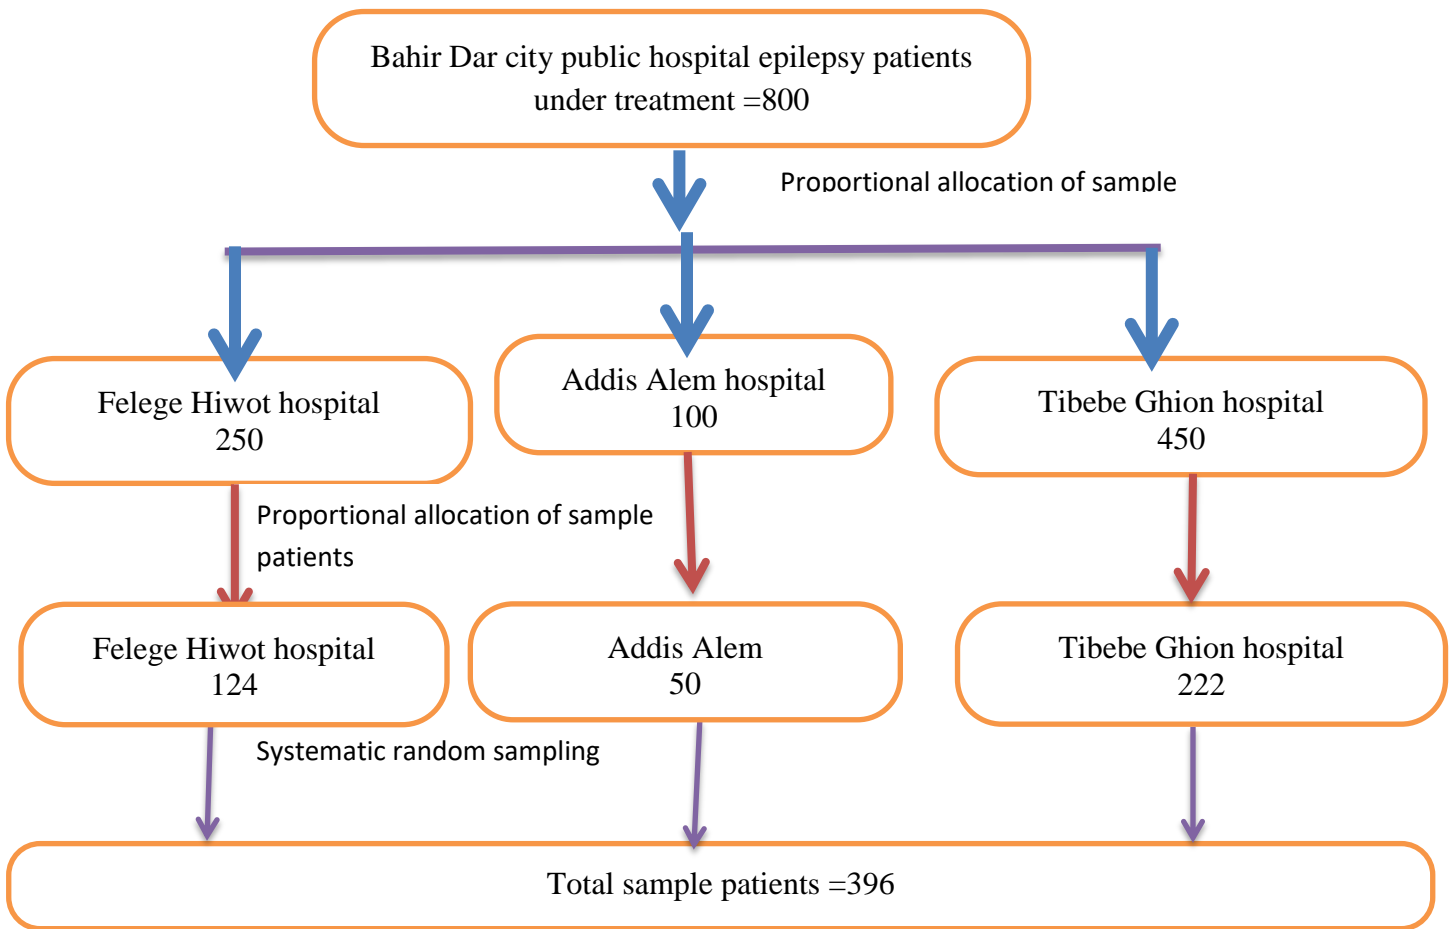 Bahir Dar city public hospital epilepsy patients
under treatment =800
Proportional allocation of sample
Felege Hiwot hospital
250
Addis Alem hospital
100
Tibebe Ghion hospital
450
Proportional allocation of sample
patients
Felege Hiwot hospital
124
Addis Alem
50
Tibebe Ghion hospital
222
Systematic random sampling
Total sample patients =396